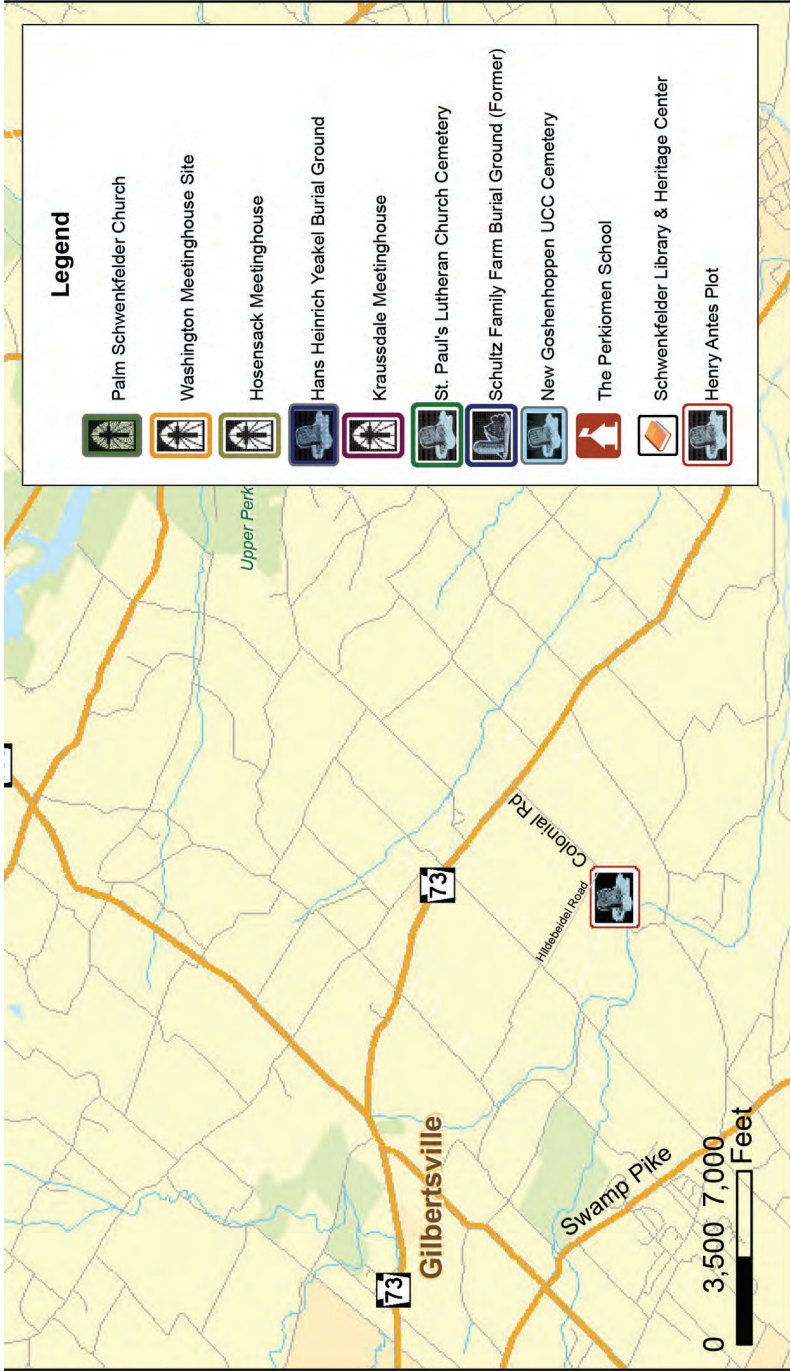 Legend
Palm Schwenkfelder Church
Washington Meetinghouse Site
Hosensack Meetinghouse
Hans Heinrich Yeakel Burial Ground
Kraussdale Meetinghouse
St. Paul's Lutheran Church Cemetery
Schultz Family Farm Burial Ground (Former)
New Goshenhoppen UCC Cemetery
The Perkiomen School
Schwenkfelder Library & Heritage Center
Henry Antes Plot
Upper Perk
73
Colonial Rd
Hildebeidel Road
73
Gilbertsville
Swamp Pike
0 3,500 7,000
Feet